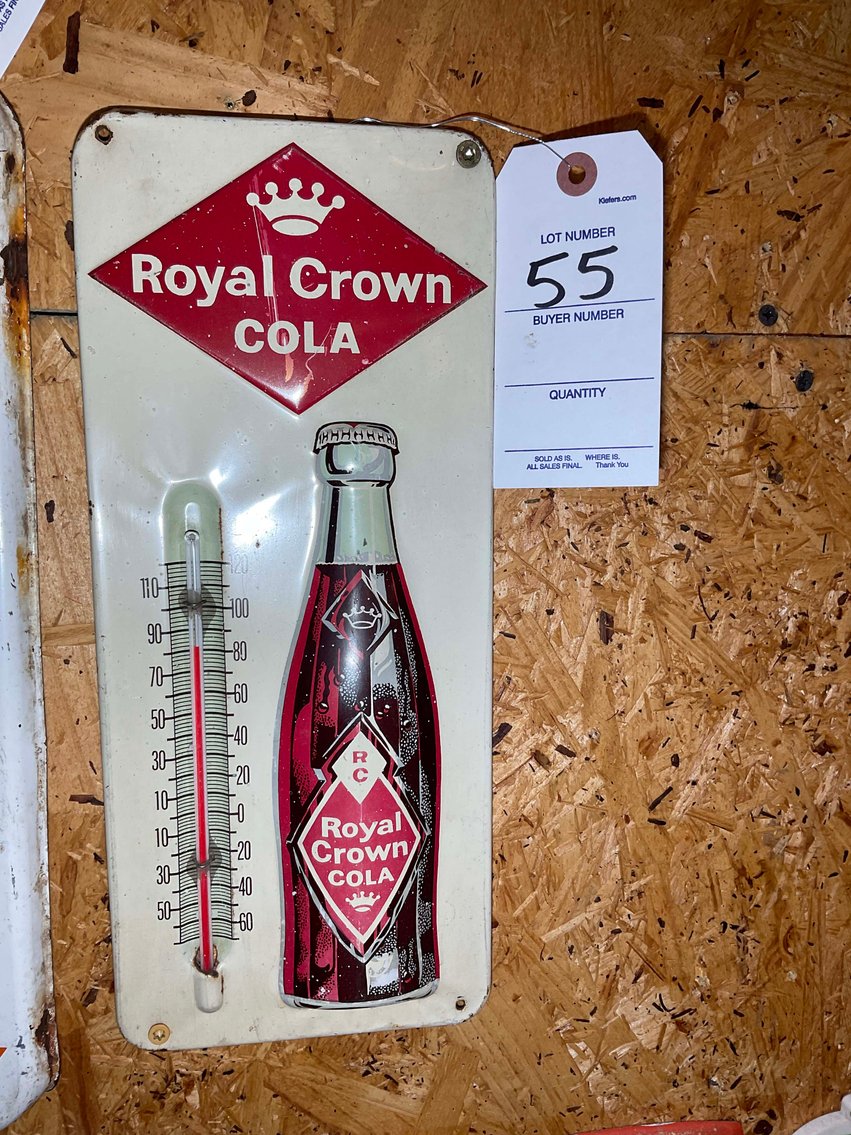 Royal Crown
COLA
Kiefers.com
LOT NUMBER
55
BUYER NUMBER
QUANTITY
SOLD AS IS. WHERE IS.
ALL SALES FINAL. Thank You
120
110
100
90
80
70
60
50
40
30
20
10
0
10
20
30
40
50
60
R
C
Royal
Crown
COLA